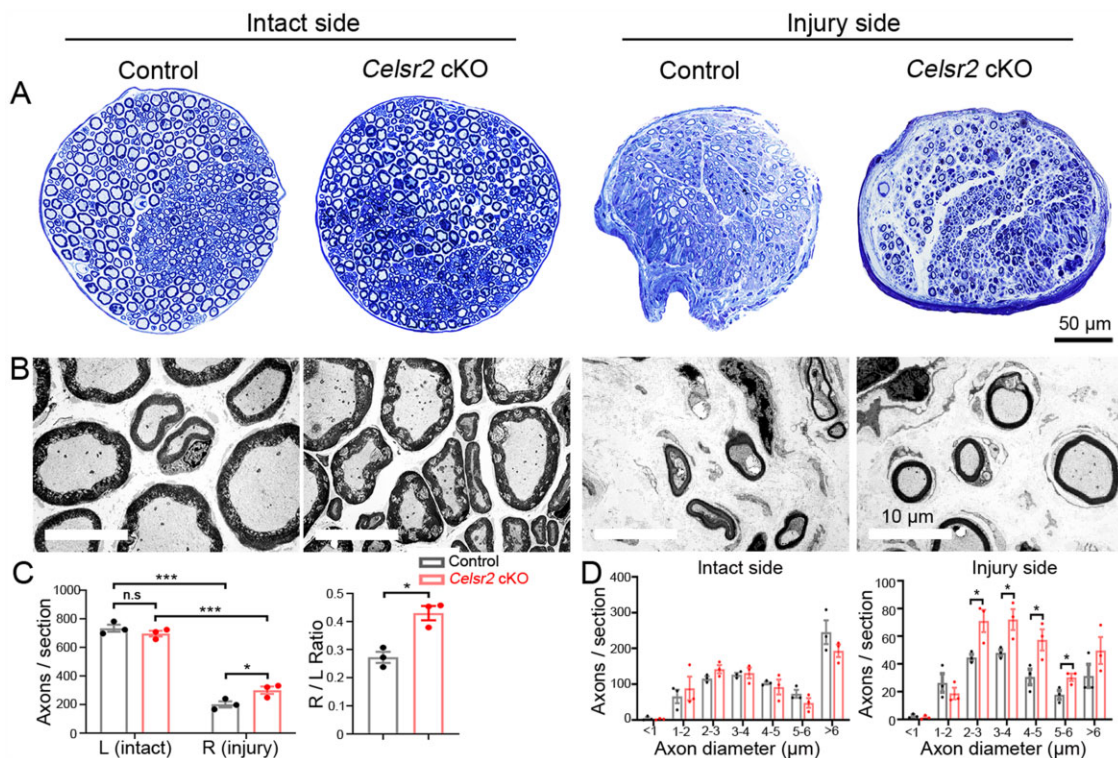 Intact side
Injury side
Control
Celsr2 cKO
Control
Celsr2 cKO
A
50 µm
B
10 µm
C
Control
Celsr2 cKO
Axons / section
1000
800
600
400
200
0
***
n.s
***
*
L (intact)
R (injury)
R / L Ratio
0.5
0.4
0.3
0.2
0.1
0
*
D
Intact side
400
300
200
100
0
<1
1-2
2-3
3-4
4-5
5-6
>6
Axon diameter (µm)
Injury side
Axons / section
100
80
60
40
20
0
*
*
*
*
<1
1-2
2-3
3-4
4-5
5-6
>6
Axon diameter (µm)